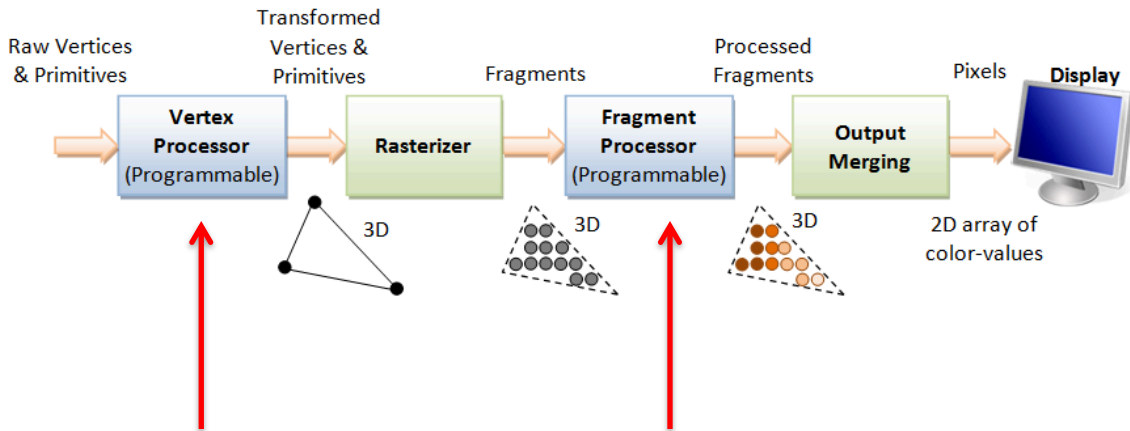 Raw Vertices
& Primitives
Vertex
Processor
(Programmable)
Transformed
Vertices &
Primitives
3D
Rasterizer
Fragments
3D
Fragment
Processor
(Programmable)
Processed
Fragments
3D
Output
Merging
Pixels
Display
2D array of
color-values